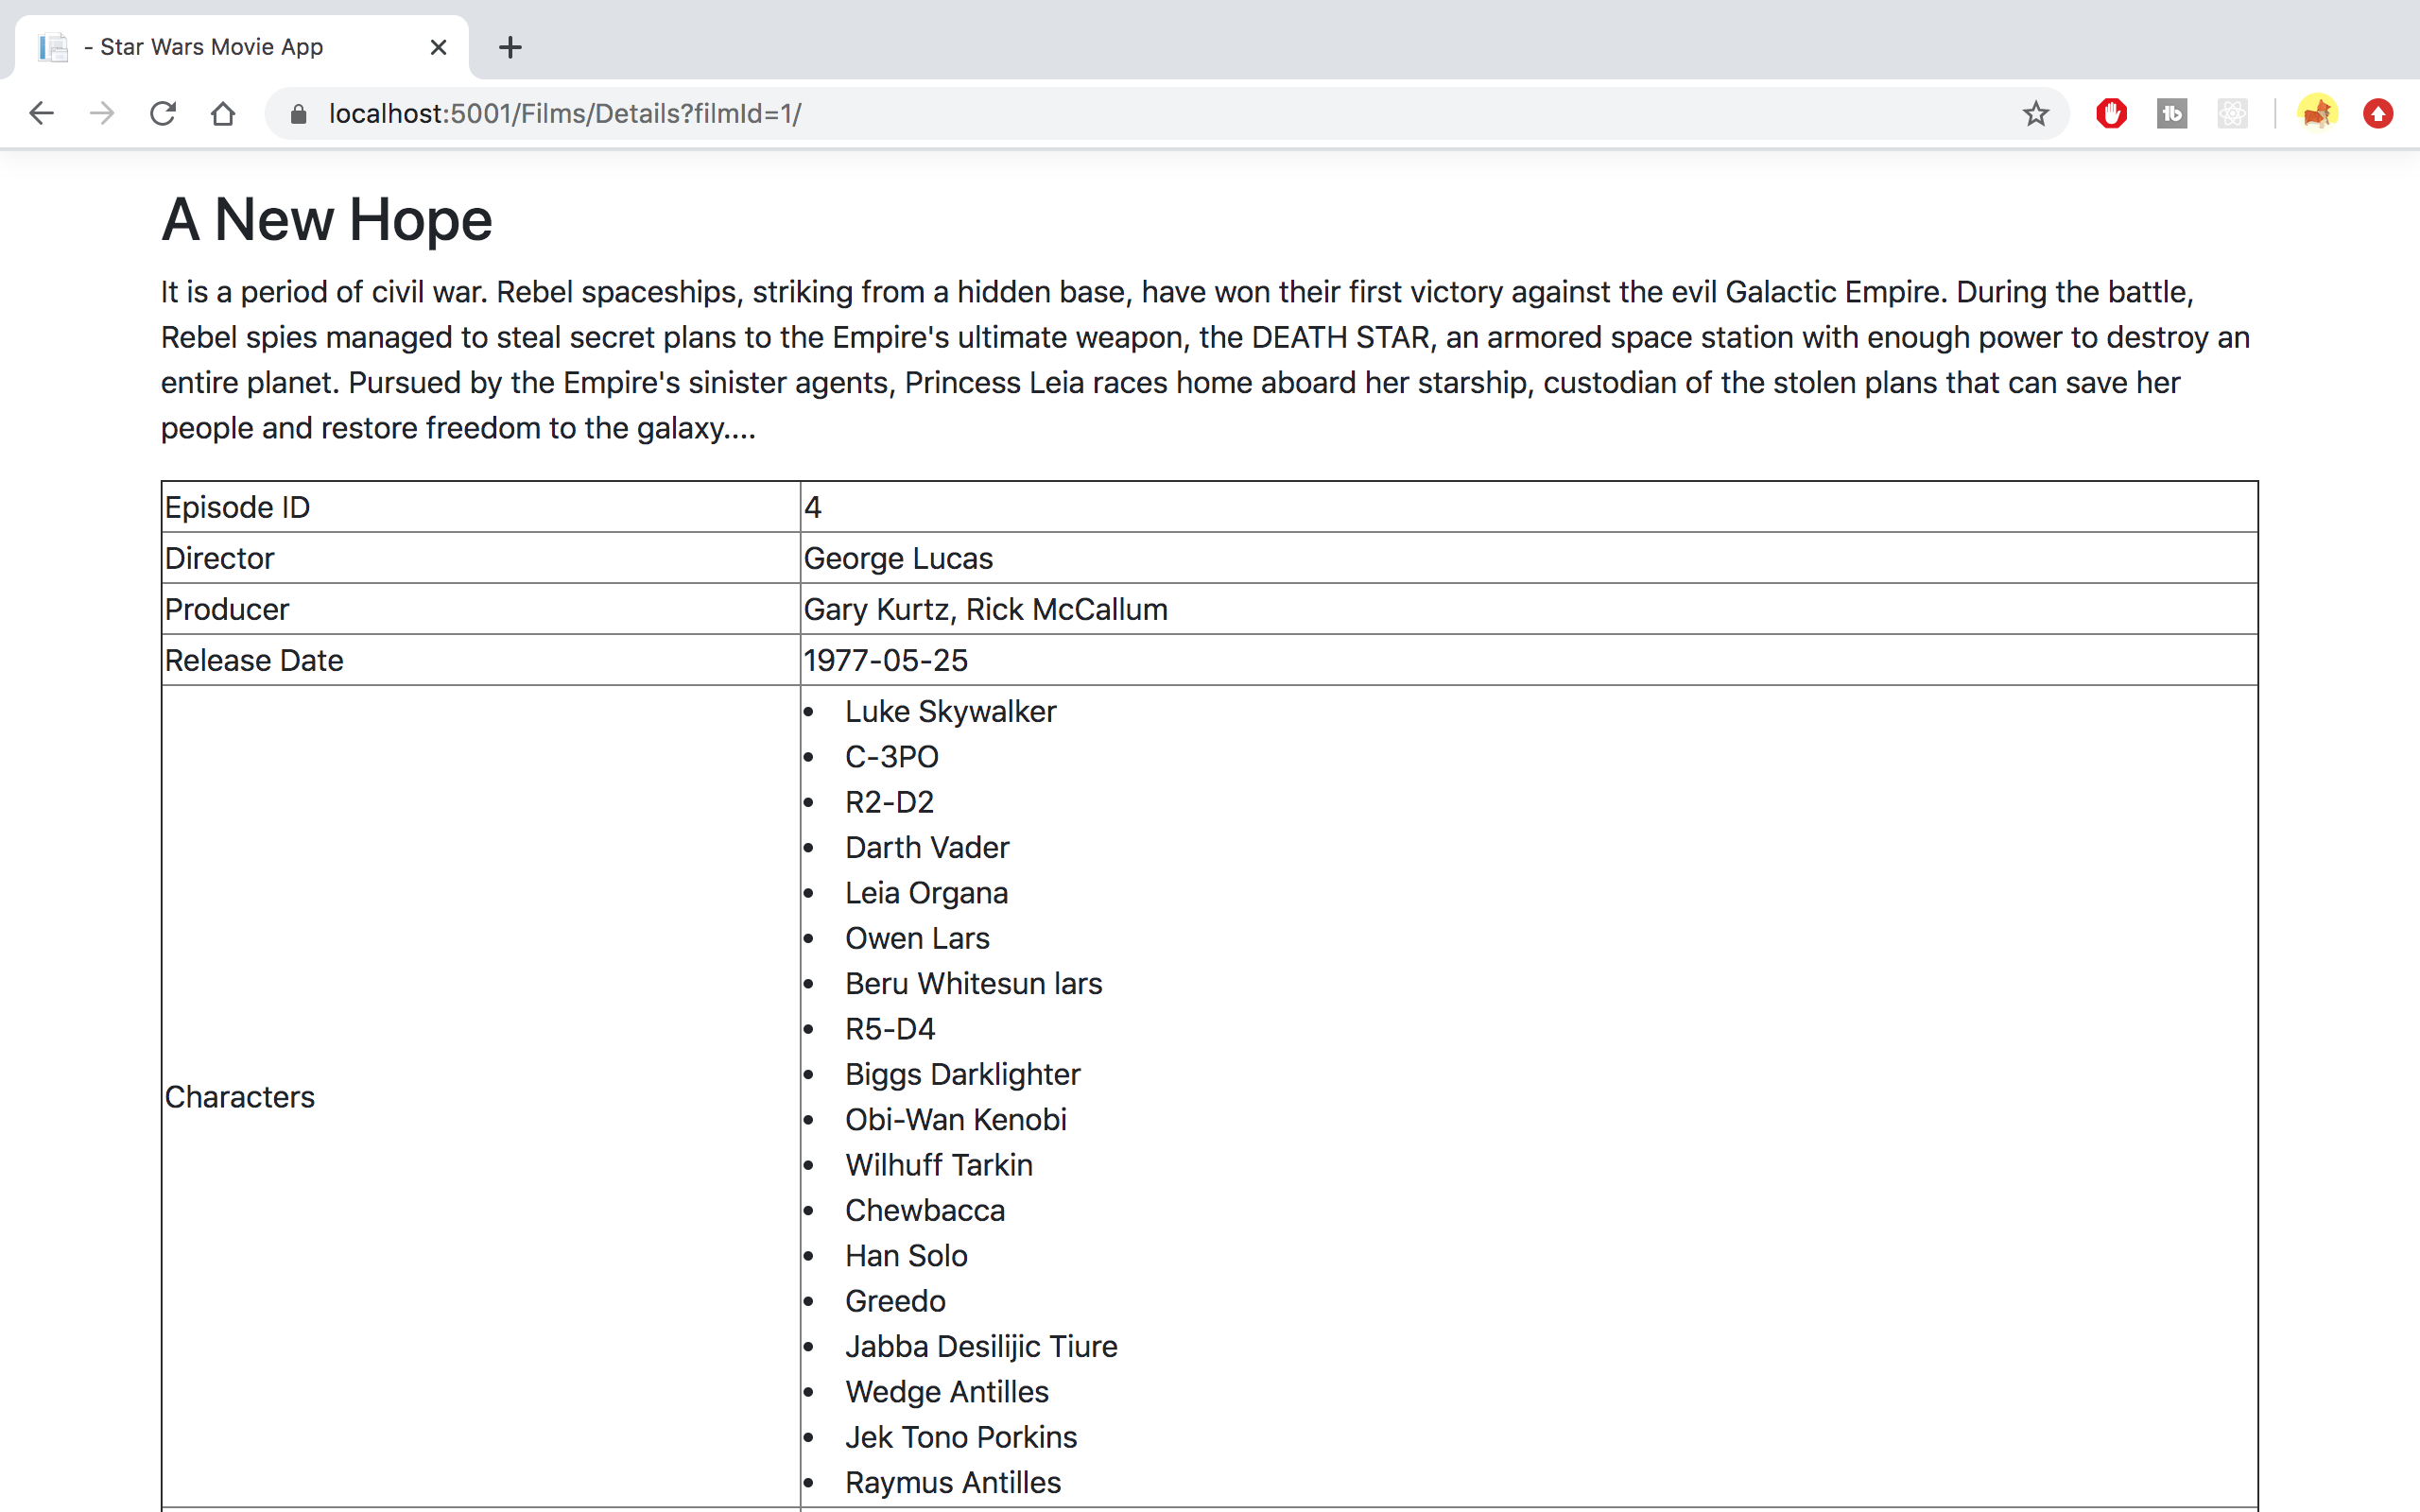 - Star Wars Movie App
localhost:5001/Films/Details?filmId=1/
tb
A New Hope
It is a period of civil war. Rebel spaceships, striking from a hidden base, have won their first victory against the evil Galactic Empire. During the battle,
Rebel spies managed to steal secret plans to the Empire's ultimate weapon, the DEATH STAR, an armored space station with enough power to destroy an
entire planet. Pursued by the Empire's sinister agents, Princess Leia races home aboard her starship, custodian of the stolen plans that can save her
people and restore freedom to the galaxy....
Episode ID 4
Director George Lucas
Producer Gary Kurtz, Rick McCallum
Release Date 1977-05-25
Characters
• Luke Skywalker
• C-3PO
• R2-D2
• Darth Vader
• Leia Organa
• Owen Lars
• Beru Whitesun lars
• R5-D4
• Biggs Darklighter
• Obi-Wan Kenobi
• Wilhuff Tarkin
• Chewbacca
• Han Solo
• Greedo
• Jabba Desilijic Tiure
• Wedge Antilles
• Jek Tono Porkins
• Raymus Antilles